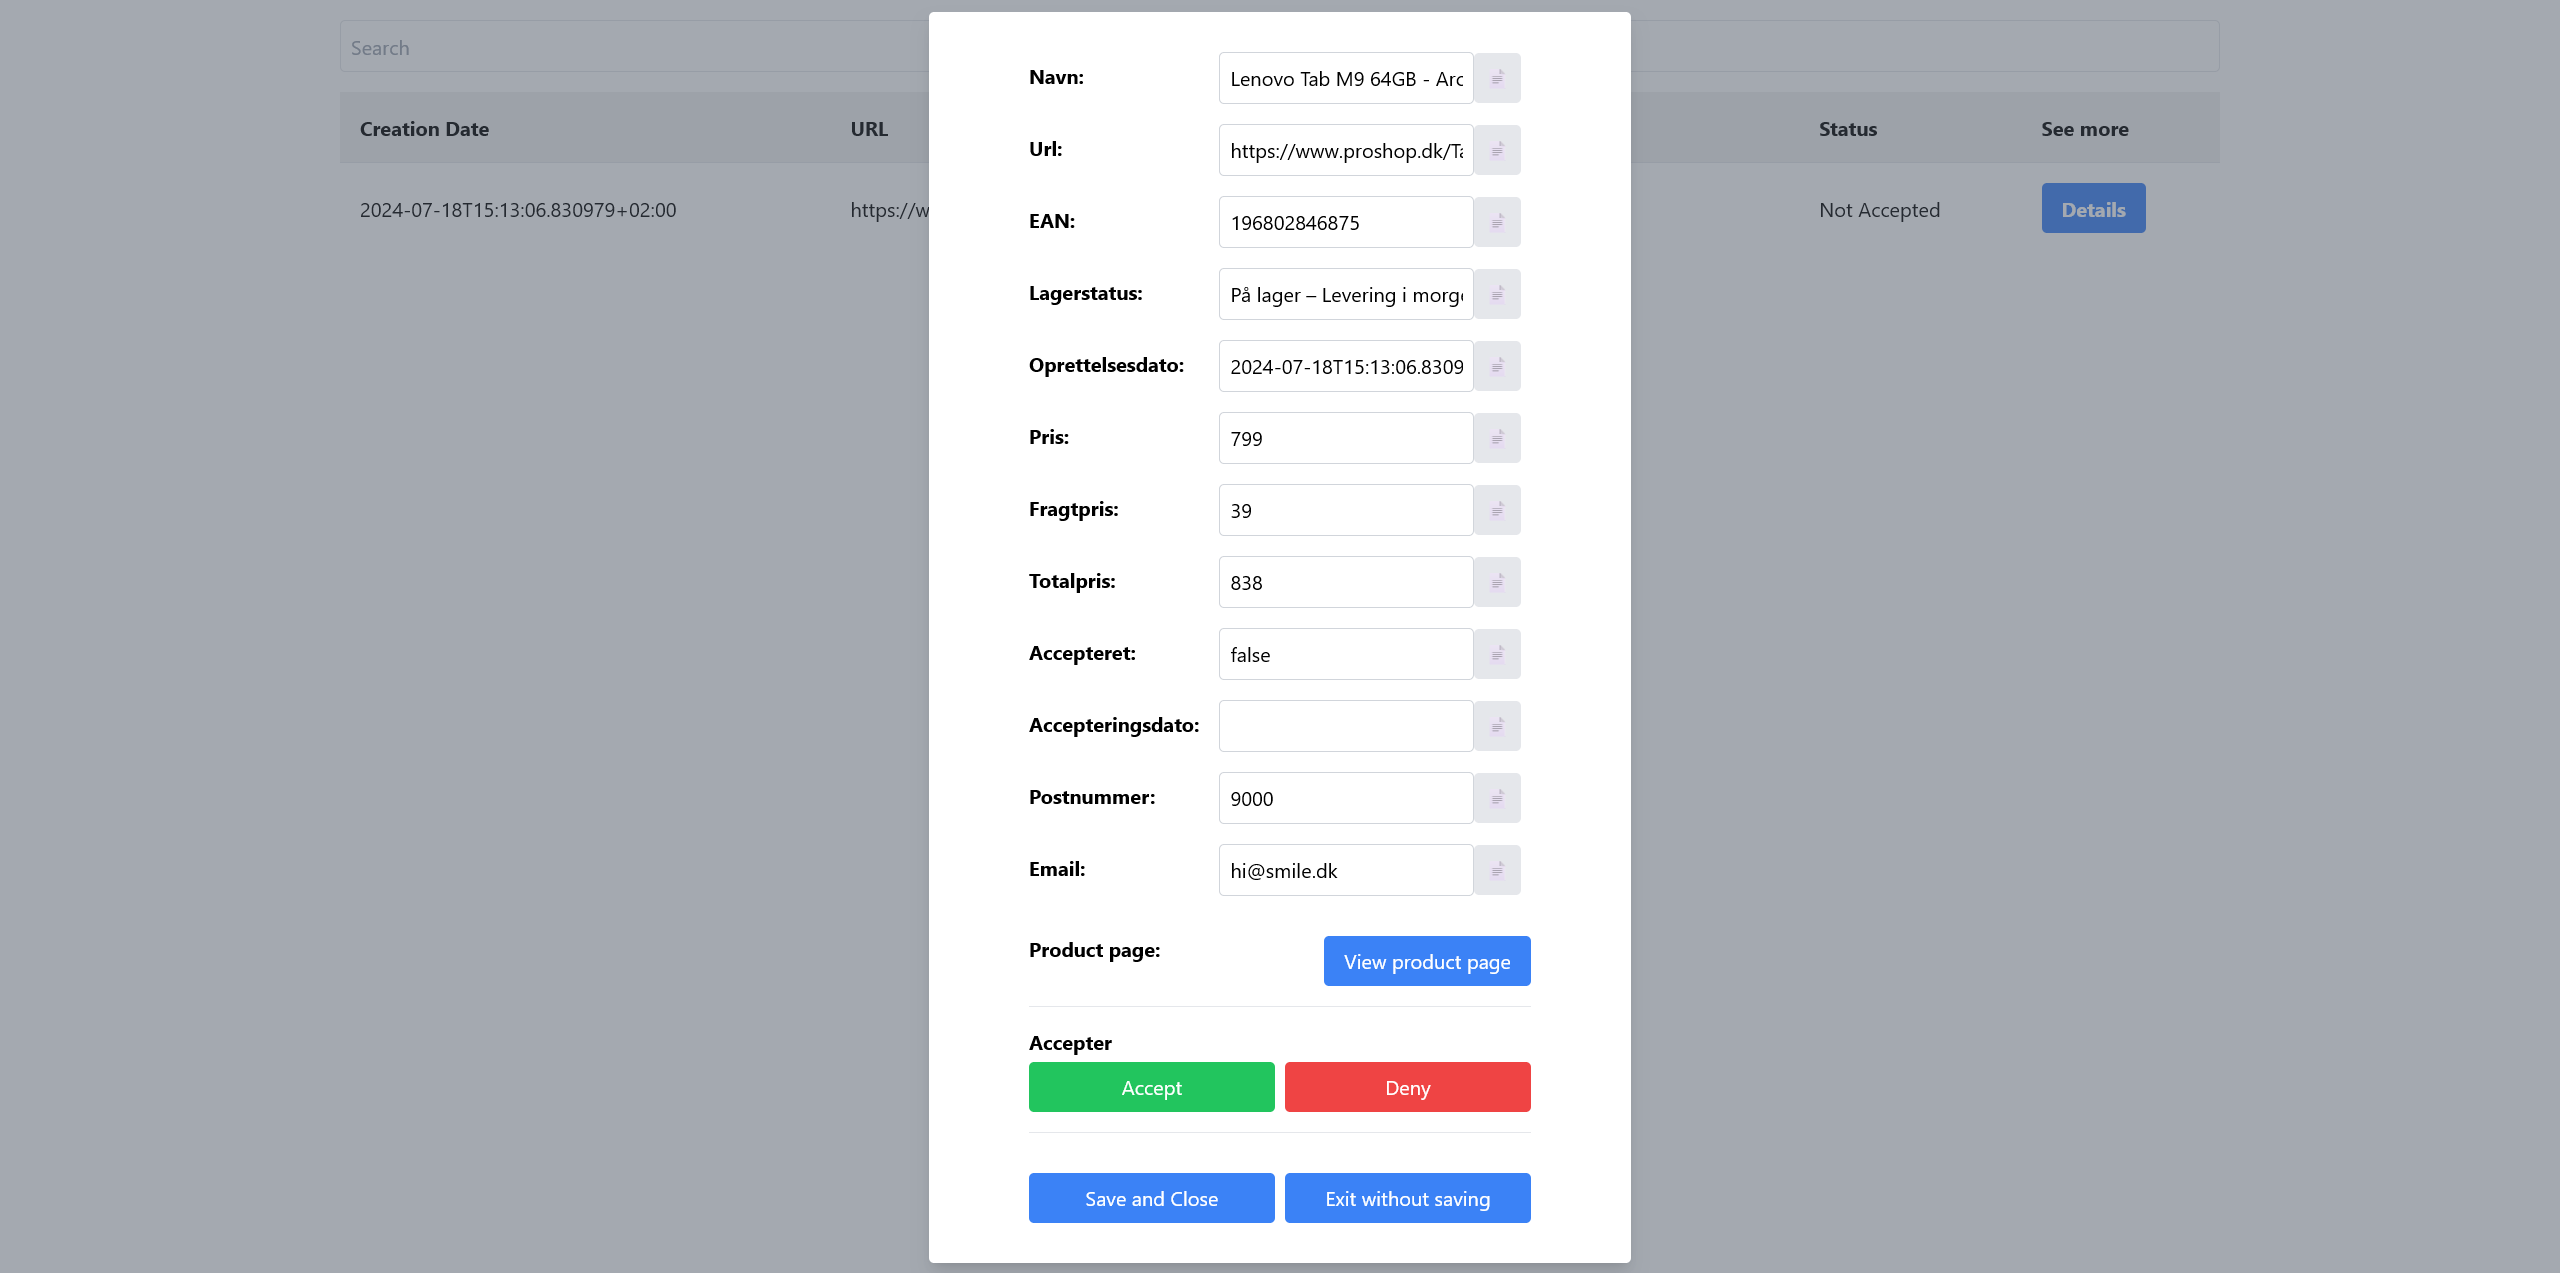 Search
Creation Date
URL
Status
See more
2024-07-18T15:13:06.830979+02:00
https://w
Not Accepted
Details
Navn:
Lenovo Tab M9 64GB - Arc
Url:
https://www.proshop.dk/Ta
EAN:
196802846875
Lagerstatus:
På lager – Levering i morge
Oprettelsesdato:
2024-07-18T15:13:06.8309
Pris:
799
Fragtpris:
39
Totalpris:
838
Accepteret:
false
Accepteringsdato:
Postnummer:
9000
Email:
hi@smile.dk
Product page:
View product page
Accepter
Accept
Deny
Save and Close
Exit without saving